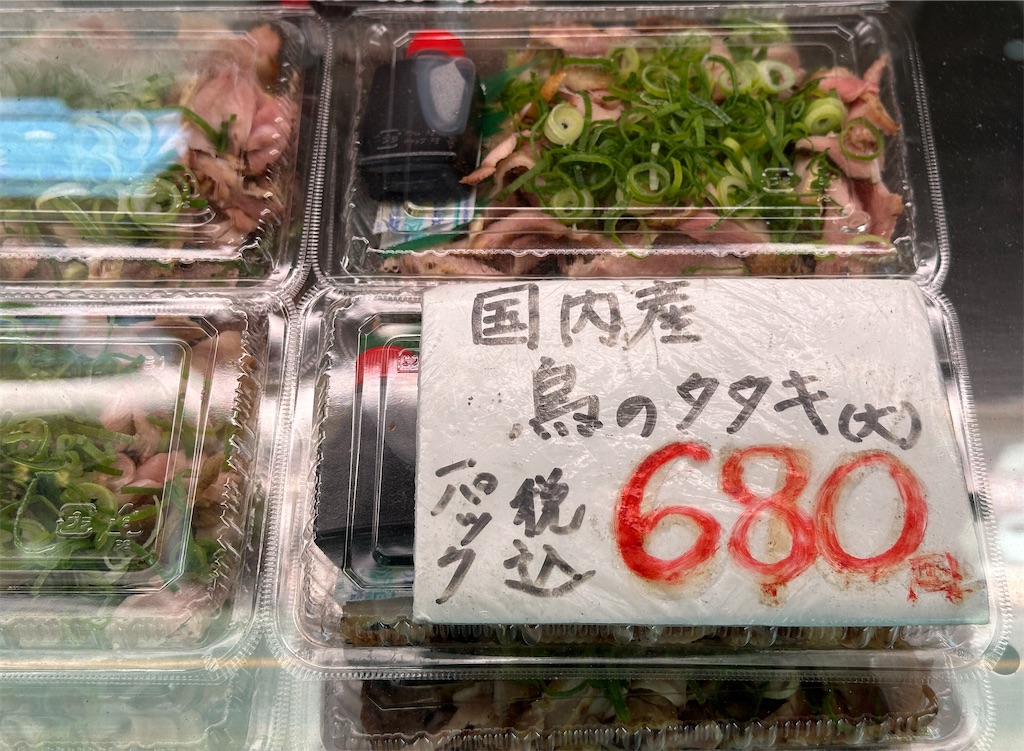 国内産
鳥のタタキ(大)
パック
税込
680円